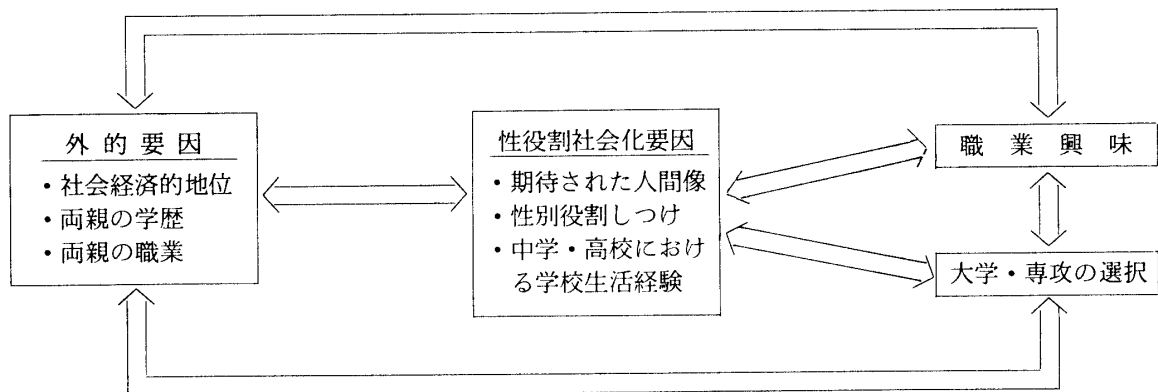 外的要因
・社会経済的地位
・両親の学歴
・両親の職業
性役割社会化要因
・期待された人間像
・性別役割しつけ
・中学・高校におけ
る学校生活経験
職業興味
大学・専攻の選択